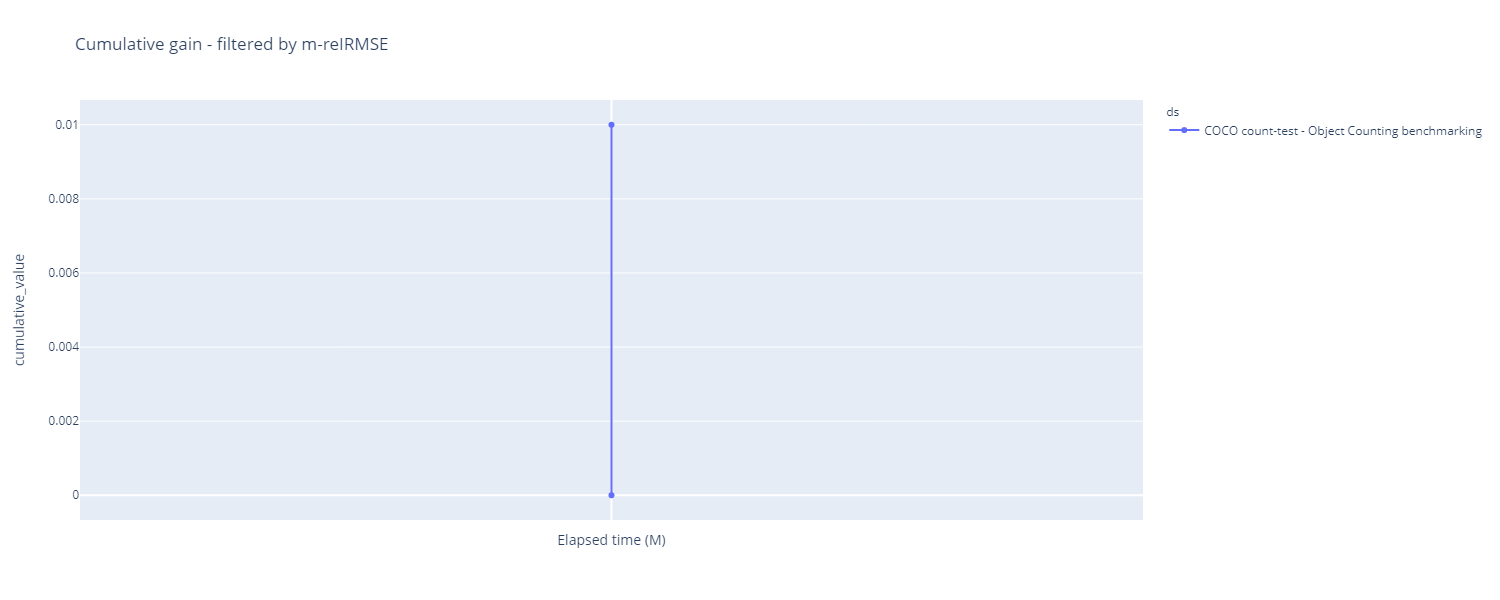 Cumulative gain - filtered by m-relRMSE
ds
COCO count-test - Object Counting benchmarking
0.01
0.008
0.006
0.004
0.002
0
cumulative_value
Elapsed time (M)